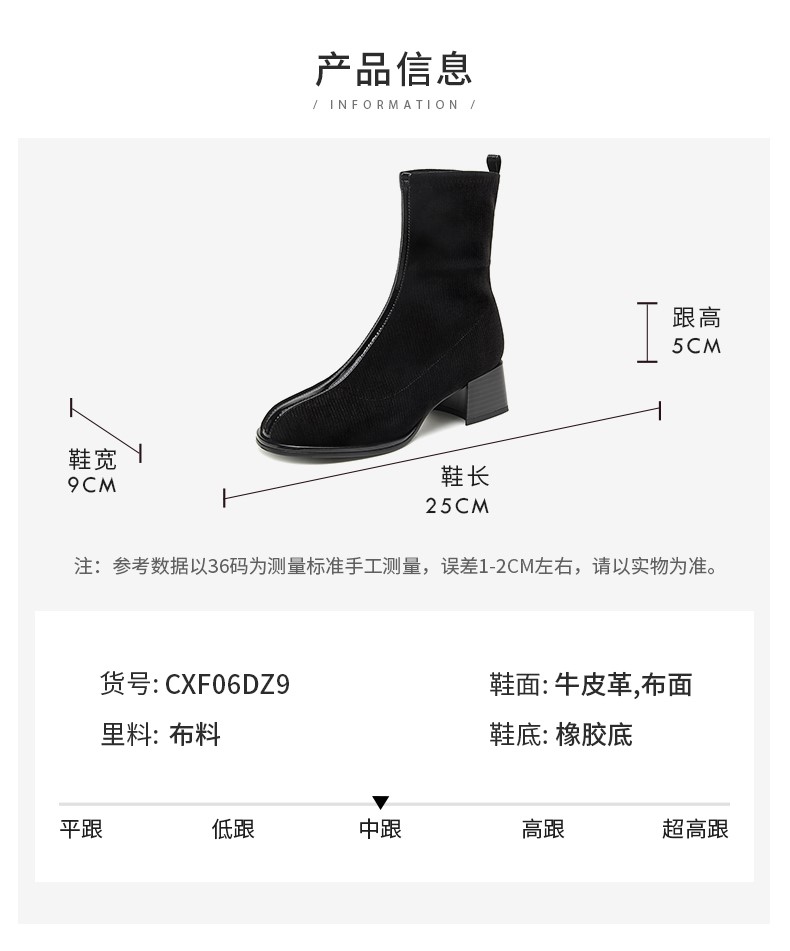 产品信息
/ INFORMATION /
跟高
5CM
鞋宽
9CM
鞋长
25CM
注：参考数据以36码为测量标准手工测量，误差1-2CM左右，请以实物为准。
货号: CXF06DZ9
鞋面: 牛皮革,布面
里料: 布料
鞋底: 橡胶底
平跟 低跟 中跟 高跟 超高跟